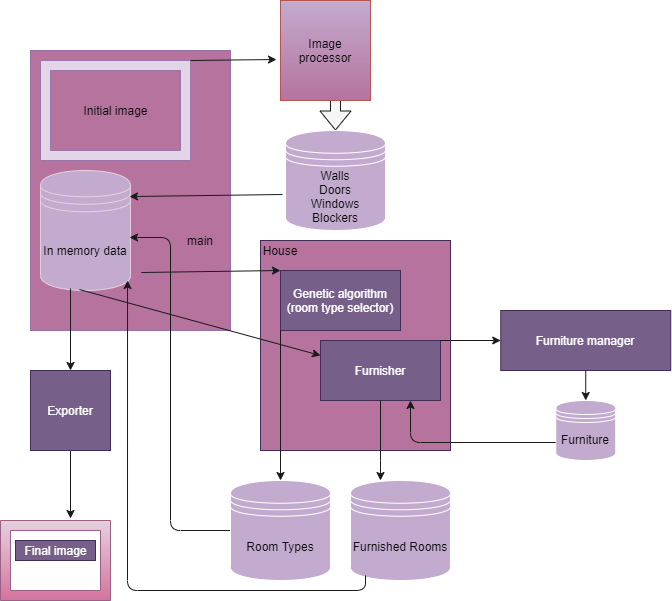 Image
processor
Initial image
Walls
Doors
Windows
Blockers
In memory data
main
House
Genetic algorithm
(room type selector)
Furnisher
Furniture manager
Exporter
Furniture
Final image
Room Types
Furnished Rooms